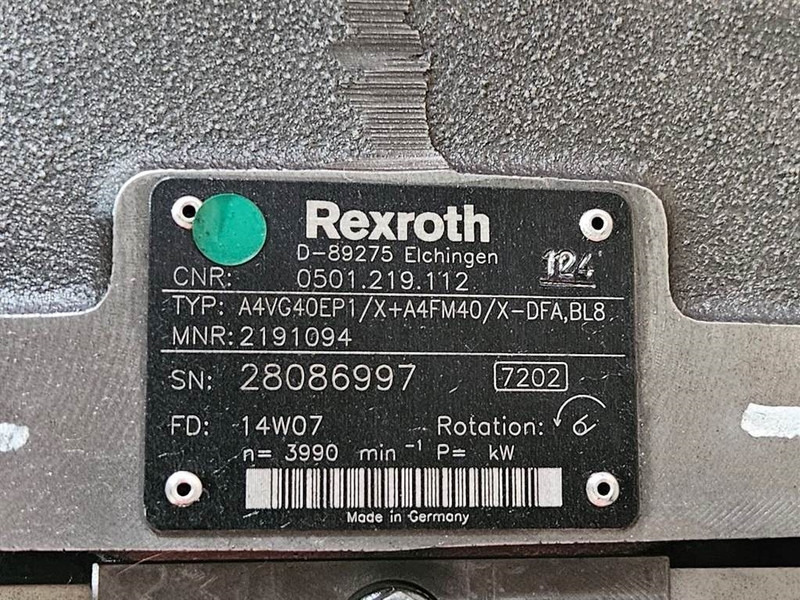 Rexroth
D-89275 Elchingen
124
CNR: 0501.219.112
TYP: A4VG40EP1/X+A4FM40/X-DFA,BL8
MNR: 2191094
SN: 28086997 7202
FD: 14W07 Rotation:
n= 3990 min -1 P= kW
Made in Germany